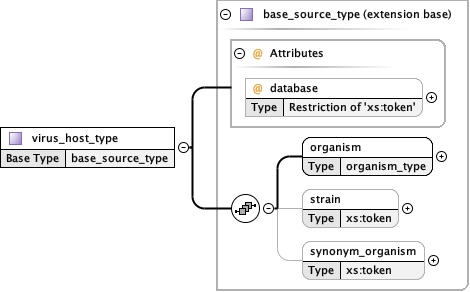 base_source_type (extension base)
@ Attributes
@ database
Type Restriction of 'xs:token'
virus_host_type
Base Type base_source_type
organism
Type organism_type
strain
Type xs:token
synonym_organism
Type xs:token